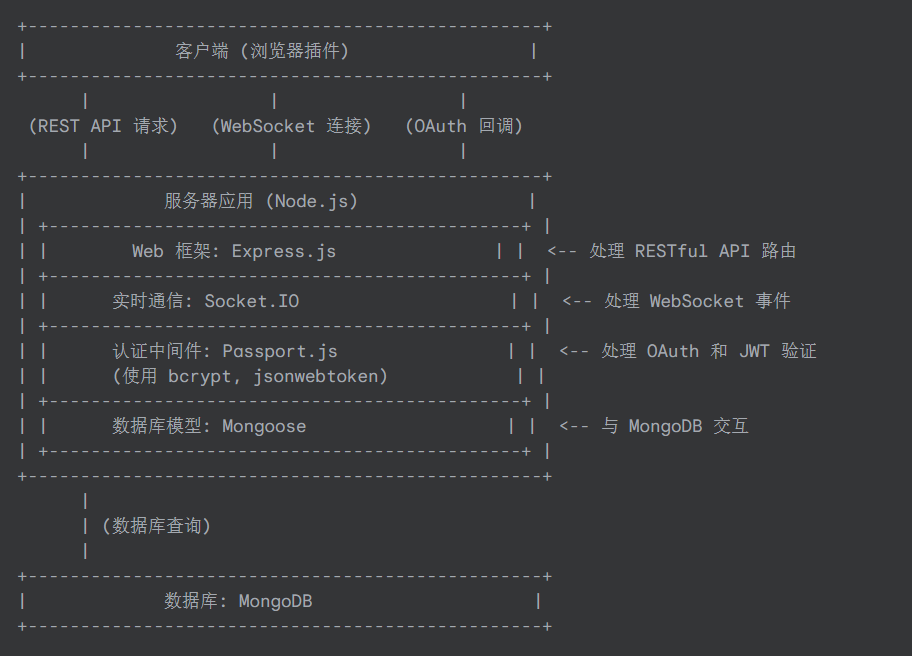 +-------------------------------------------------+
|              客户端 (浏览器插件)                 |
+-------------------------------------------------+
      |                 |                 |
 (REST API 请求)   (WebSocket 连接)   (OAuth 回调)
      |                 |                 |
+-------------------------------------------------+
|             服务器应用 (Node.js)                |
| +---------------------------------------------+ |
| |        Web 框架: Express.js               | |  <-- 处理 RESTful API 路由
| +---------------------------------------------+ |
| |      实时通信: Socket.IO                    | |  <-- 处理 WebSocket 事件
| +---------------------------------------------+ |
| |      认证中间件: Passport.js                | |  <-- 处理 OAuth 和 JWT 验证
| |      (使用 bcrypt, jsonwebtoken)            | |
| +---------------------------------------------+ |
| |      数据库模型: Mongoose                   | |  <-- 与 MongoDB 交互
| +---------------------------------------------+ |
+-------------------------------------------------+
      |
      | (数据库查询)
      |
+-------------------------------------------------+
|             数据库: MongoDB                     |
+-------------------------------------------------+